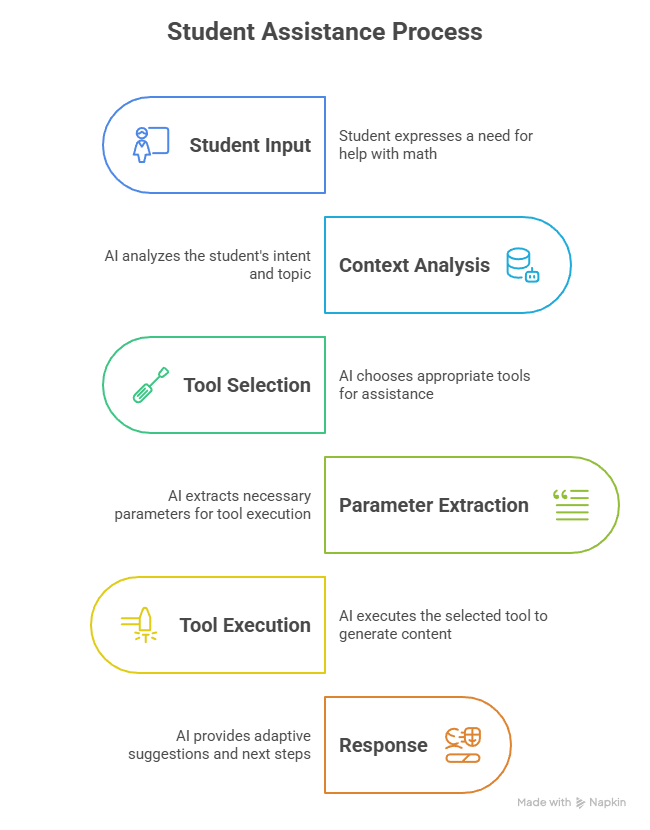 Student Assistance Process
Student Input
Student expresses a need for
help with math
AI analyzes the student's intent
and topic
Context Analysis
Tool Selection
AI chooses appropriate tools
for assistance
AI extracts necessary
parameters for tool execution
Parameter Extraction
Tool Execution
AI executes the selected tool to
generate content
AI provides adaptive
suggestions and next steps
Response
Made with Napkin